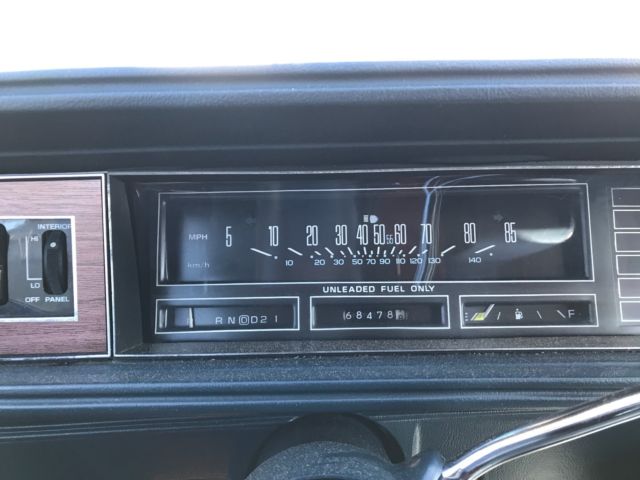 INTERIOR
HI
LO
OFF PANEL
MPH 5 10 20 30 40 50 55 60 70 80 85
km/h 10 20 30 50 70 90 110 120 130 140
UNLEADED FUEL ONLY
R N O D 2 1
68478
E F